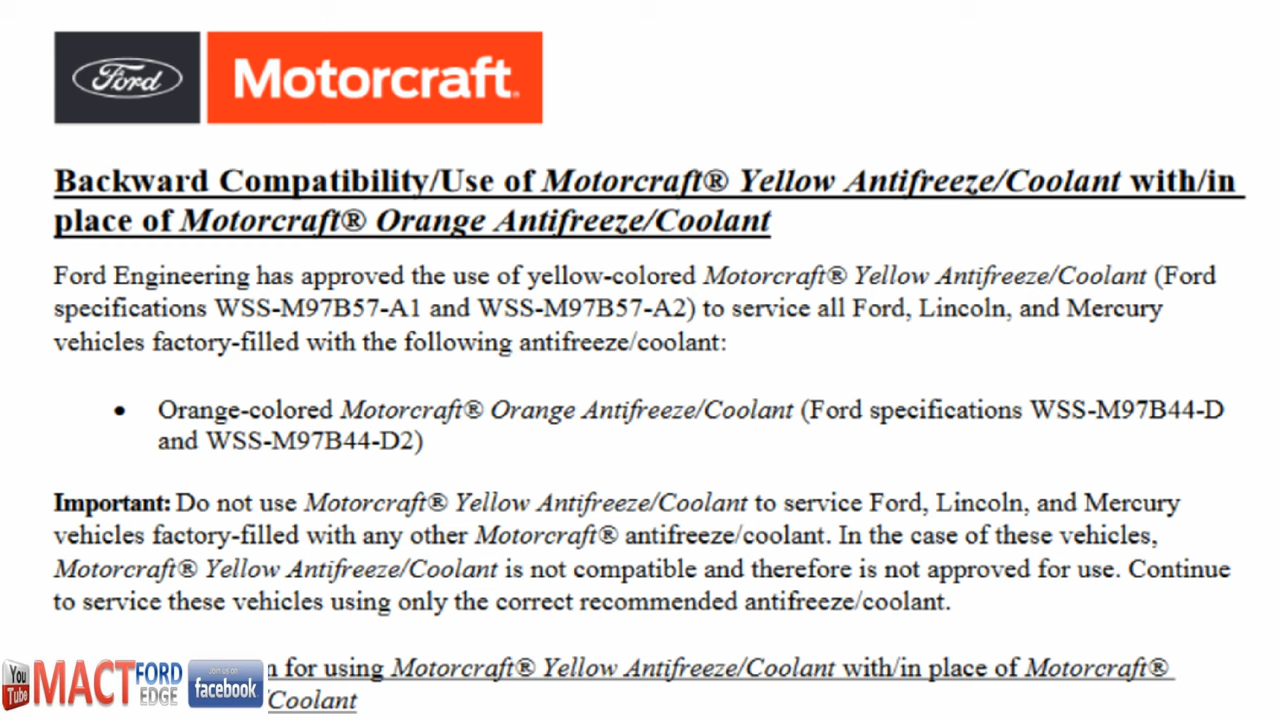 Ford Motorcraft®
Backward Compatibility/Use of Motorcraft® Yellow Antifreeze/Coolant with/in
place of Motorcraft® Orange Antifreeze/Coolant
Ford Engineering has approved the use of yellow-colored Motorcraft® Yellow Antifreeze/Coolant (Ford
specifications WSS-M97B57-A1 and WSS-M97B57-A2) to service all Ford, Lincoln, and Mercury
vehicles factory-filled with the following antifreeze/coolant:
• Orange-colored Motorcraft® Orange Antifreeze/Coolant (Ford specifications WSS-M97B44-D
and WSS-M97B44-D2)
Important: Do not use Motorcraft® Yellow Antifreeze/Coolant to service Ford, Lincoln, and Mercury
vehicles factory-filled with any other Motorcraft® antifreeze/coolant. In the case of these vehicles,
Motorcraft® Yellow Antifreeze/Coolant is not compatible and therefore is not approved for use. Continue
to service these vehicles using only the correct recommended antifreeze/coolant.
n for using Motorcraft® Yellow Antifreeze/Coolant with/in place of Motorcraft®
/Coolant
You Tube MACT FORD EDGE Join us on facebook